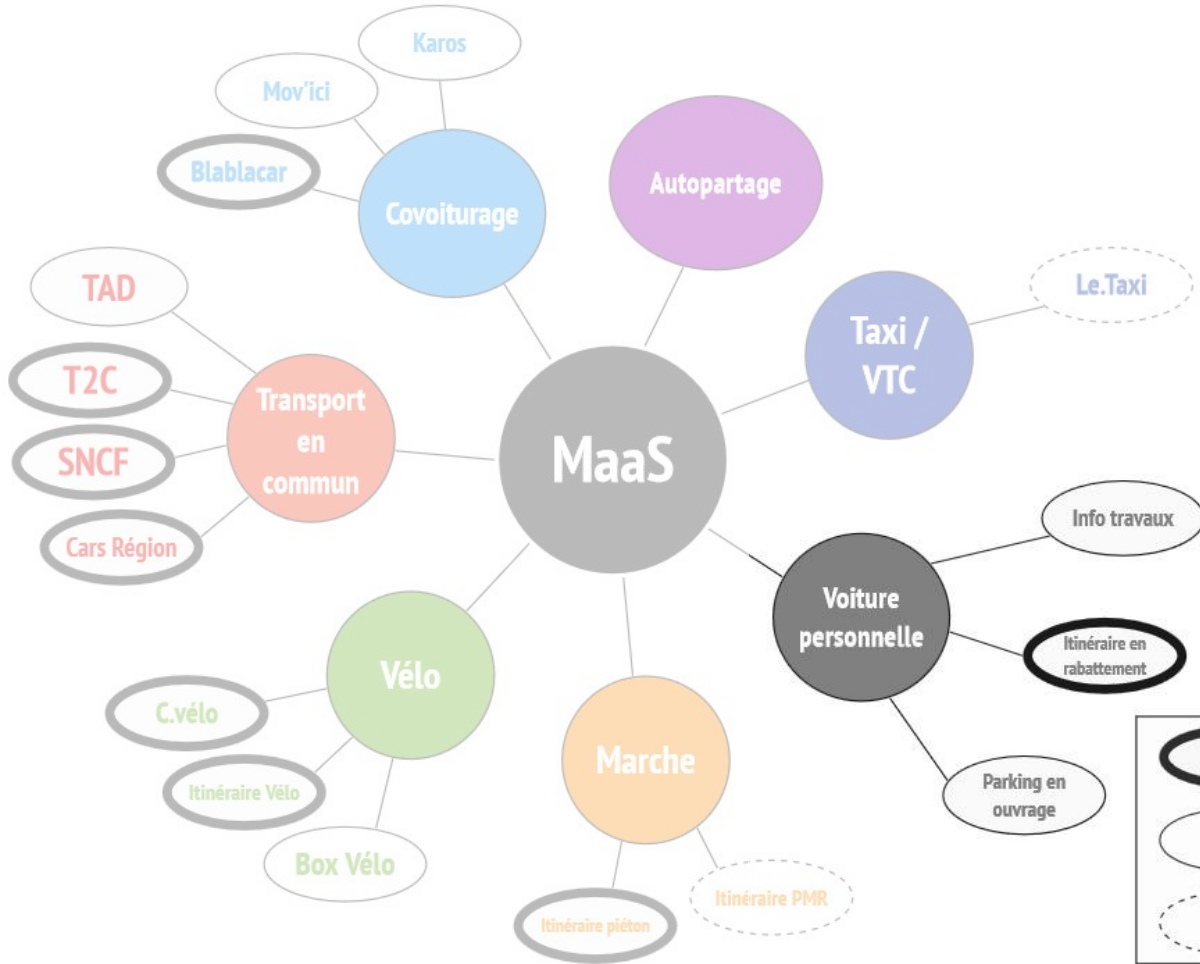 Karos
Mov'ici
Blablacar
Covoiturage
Autopartage
Le.Taxi
Taxi /
VTC
TAD
T2C
SNCF
Cars Région
Transport
en
commun
MaaS
Info travaux
Voiture
personnelle
Itinéraire en
rabattement
Parking en
ouvrage
Vélo
C.vélo
Itinéraire Vélo
Box Vélo
Marche
Itinéraire piéton
Itinéraire PMR